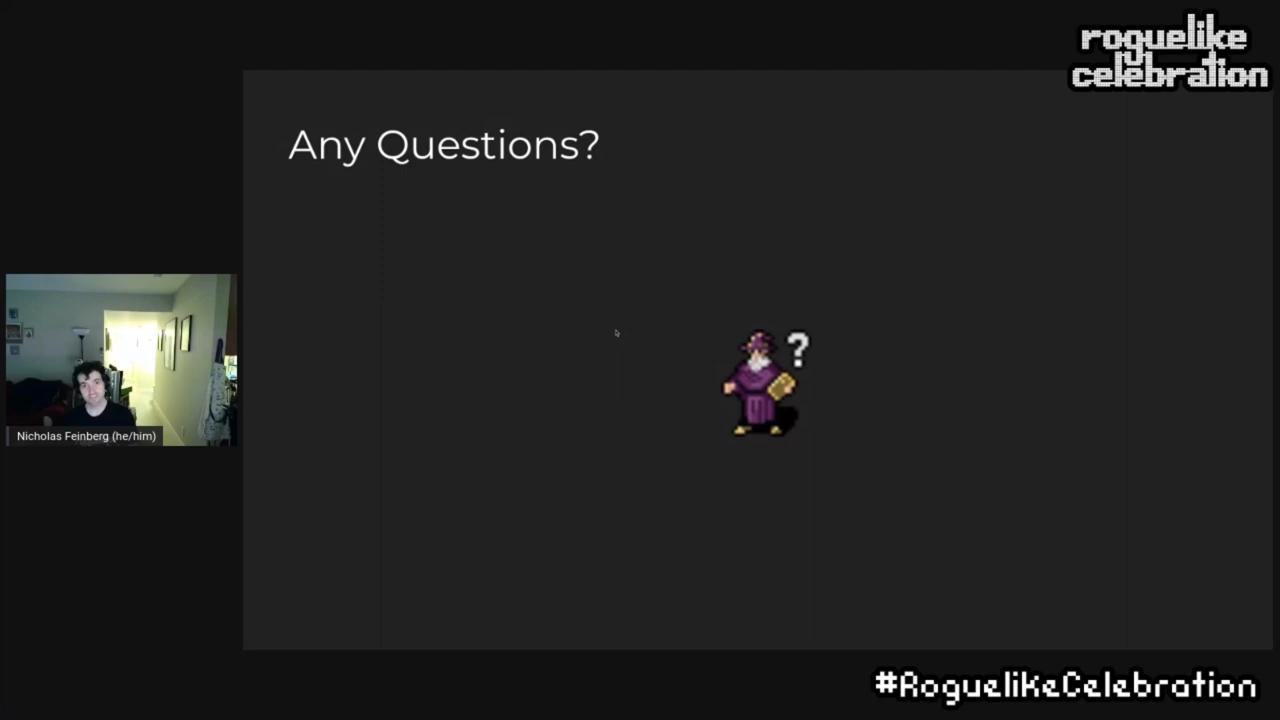 roguelike
celebration
Any Questions?
?
Nicholas Feinberg (he/him)
#RoguelikeCelebration